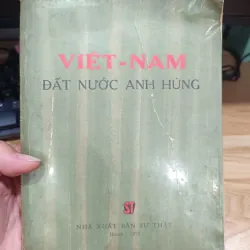 VIỆT-NAM
ĐẤT NƯỚC ANH HÙNG
ST
NHÀ XUẤT BẢN SỰ THẬT